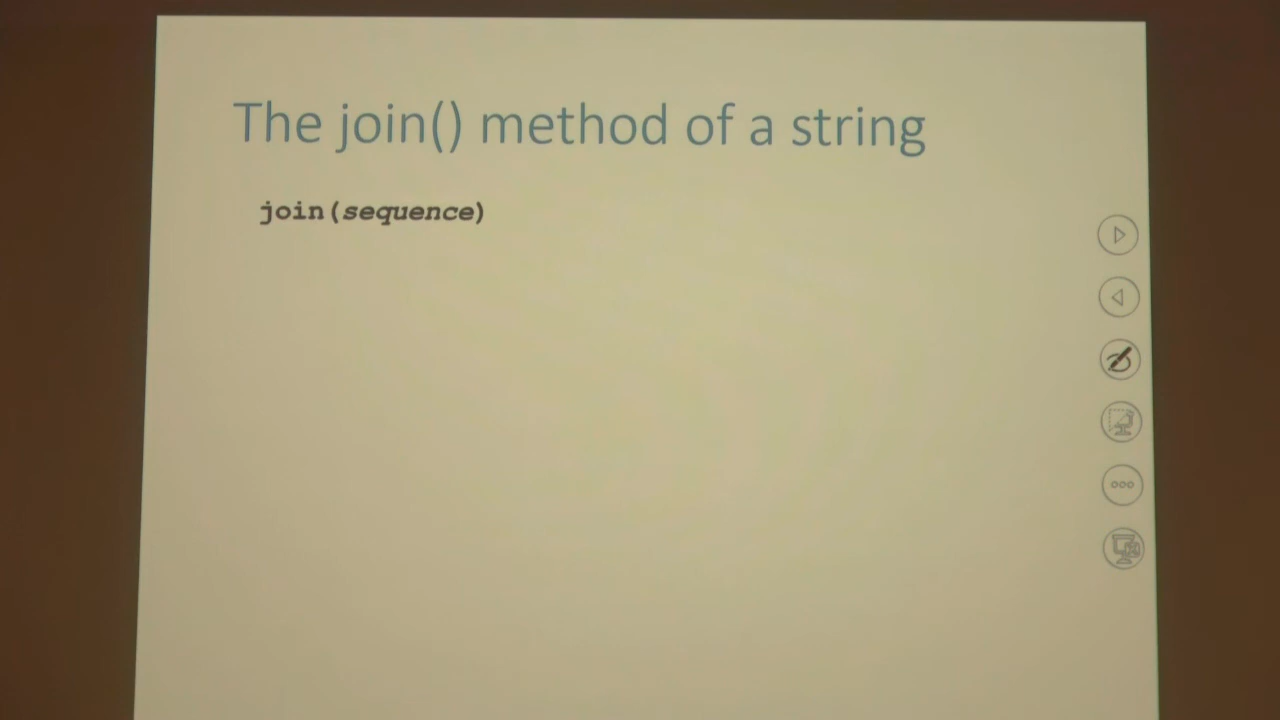 The join() method of a string
join(sequence)